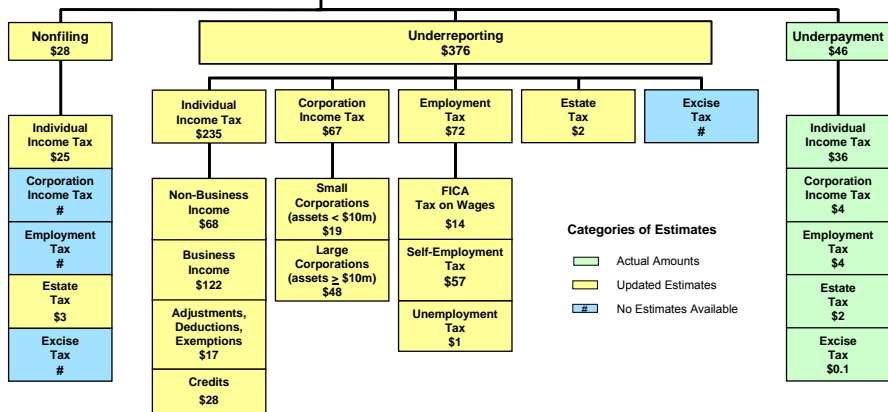 Nonfiling
$28
Underreporting
$376
Underpayment
$46
Individual
Income Tax
$25
Corporation
Income Tax
#
Employment
Tax
#
Estate
Tax
$3
Excise
Tax
#
Individual
Income Tax
$235
Non-Business
Income
$68
Business
Income
$122
Adjustments,
Deductions,
Exemptions
$17
Credits
$28
Corporation
Income Tax
$67
Small
Corporations
(assets < $10m)
$19
Large
Corporations
(assets ≥ $10m)
$48
Employment
Tax
$72
FICA
Tax on Wages
$14
Self-Employment
Tax
$57
Unemployment
Tax
$1
Estate
Tax
$2
Excise
Tax
#
Categories of Estimates
Actual Amounts
Updated Estimates
# No Estimates Available
Individual
Income Tax
$36
Corporation
Income Tax
$4
Employment
Tax
$4
Estate
Tax
$2
Excise
Tax
$0.1